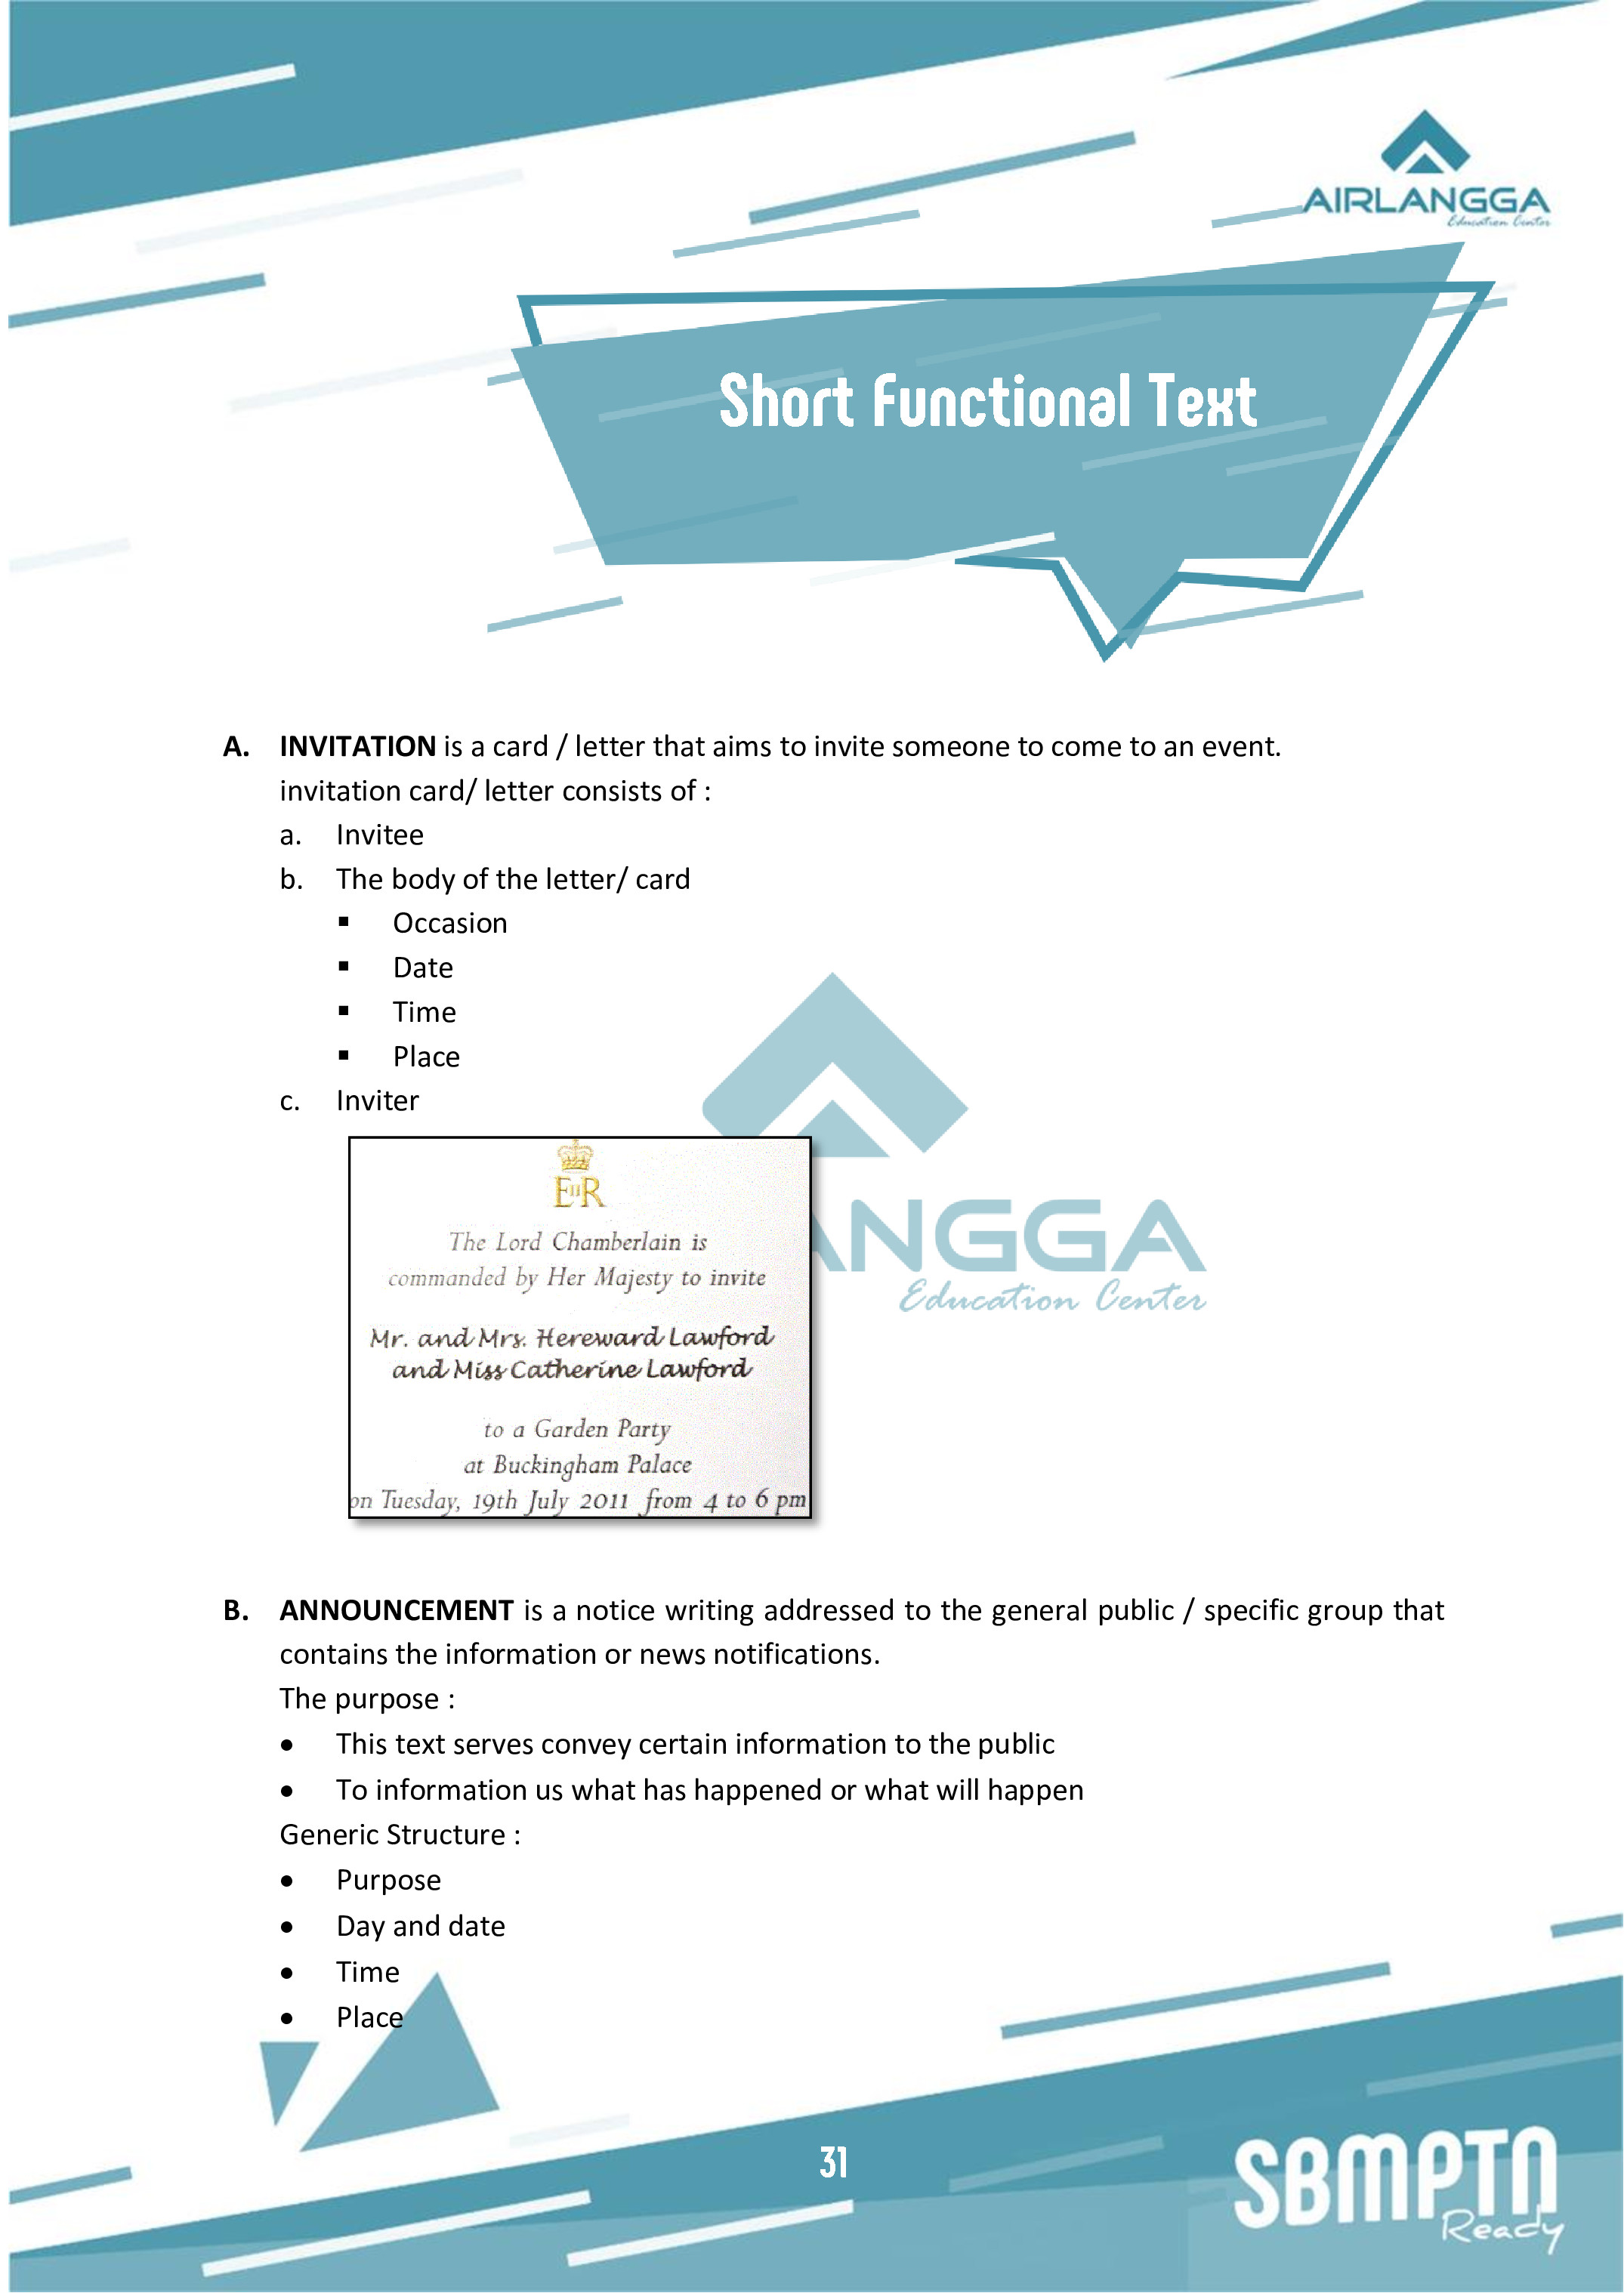 AIRLANGGA
Education Center
Short Functional Text
A. INVITATION is a card / letter that aims to invite someone to come to an event.
invitation card/ letter consists of :
a. Invitee
b. The body of the letter/ card
▪ Occasion
▪ Date
▪ Time
▪ Place
c. Inviter
EIIR
The Lord Chamberlain is
commanded by Her Majesty to invite
Mr. and Mrs. Hereward Lawford
and Miss Catherine Lawford
to a Garden Party
at Buckingham Palace
on Tuesday, 19th July 2011 from 4 to 6 pm
ANGGA
Education Center
B. ANNOUNCEMENT is a notice writing addressed to the general public / specific group that
contains the information or news notifications.
The purpose :
• This text serves convey certain information to the public
• To information us what has happened or what will happen
Generic Structure :
• Purpose
• Day and date
• Time
• Place
31
SBMPTN
Ready